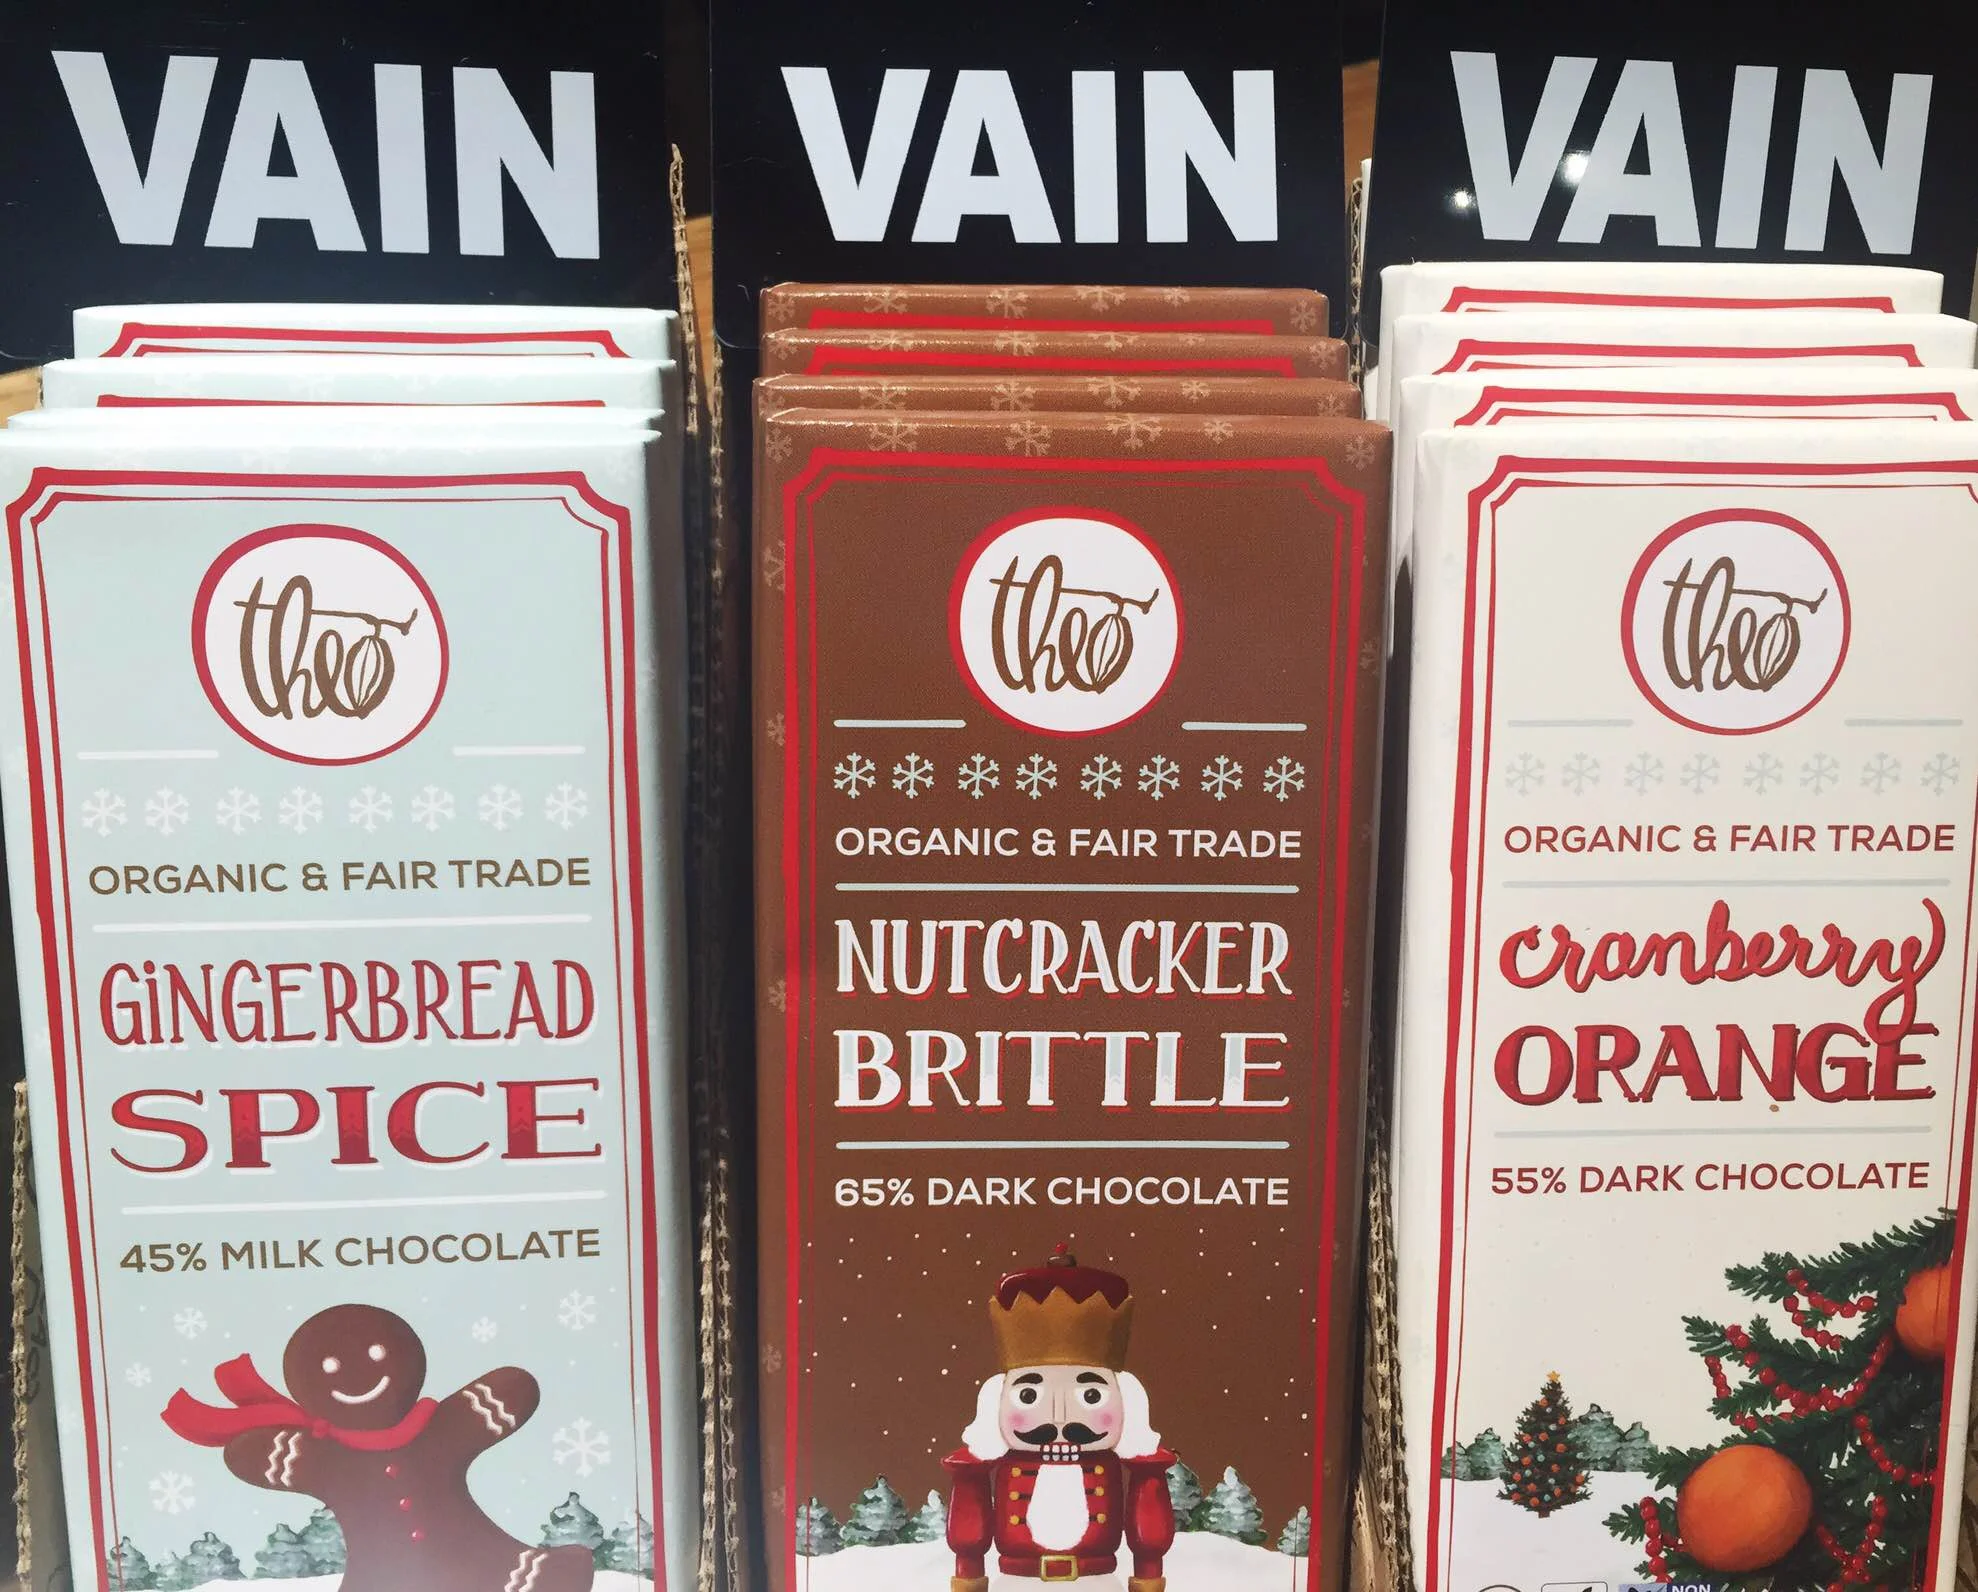 VAIN
VAIN
VAIN
theo
ORGANIC & FAIR TRADE
GiNGERBREAD
SPICE
45% MILK CHOCOLATE
theo
ORGANIC & FAIR TRADE
NUTCRACKER
BRITTLE
65% DARK CHOCOLATE
theo
ORGANIC & FAIR TRADE
cranberry
ORANGE
55% DARK CHOCOLATE
NON